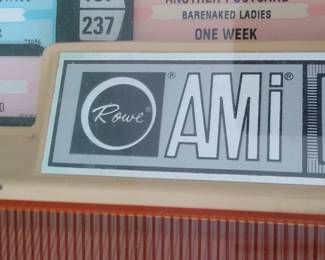 ANOTHER POSTCARD
BARENAKED LADIES
237
ONE WEEK
Rowe ® AMi ®